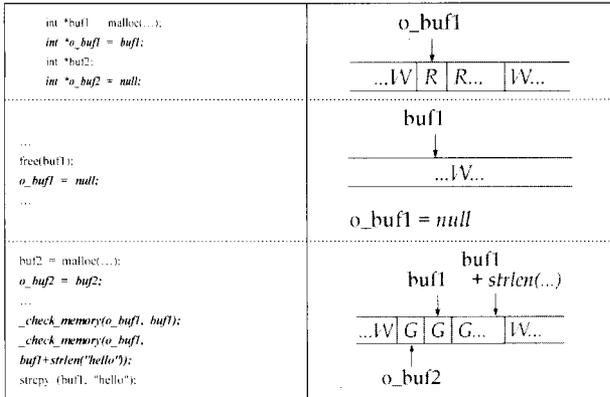 int *buf1 malloc(...);
int *o_buf1 = buf1;
int *buf2;
int *o_buf2 = null;
o_buf1
...W R R... W...
...
free(buf1);
o_buf1 = null;
...
buf1
...W...
o_buf1 = null
buf2 = malloc(...);
o_buf2 = buf2;
...
_check_memory(o_buf1, buf1);
_check_memory(o_buf1,
buf1+strlen("hello"));
strcpy (buf1, "hello");
buf1
buf1 + strlen(...)
...W G G G... W...
o_buf2